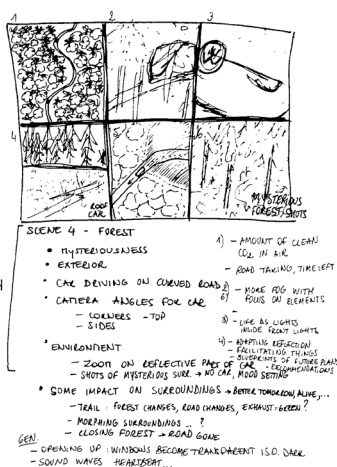 1 2 3
4 5
ROOF
CAR
MYSTERIOUS
FOREST SHOTS
SCENE 4 - FOREST
• MYSTERIOUSNESS
• EXTERIOR
• CAR DRIVING ON CURVED ROAD
• CAMERA ANGLES FOR CAR
- CORNERS - TOP
- SIDES
• ENVIRONMENT
- ZOOM ON REFLECTIVE PART OF CAR
- SHOTS OF MYSTERIOUS SURR. → NO CAR, MOOD SETTING
• SOME IMPACT ON SURROUNDINGS → BETTER TOMORROW, ALIVE,...
- TRAIL: FOREST CHANGES, ROAD CHANGES, EXHAUST = GREEN?
- MORPHING SURROUNDINGS..?
- CLOSING FOREST → ROAD GONE
GEN.
- OPENING UP: WINDOWS BECOME TRANSPARENT I.S.O. DARK
- SOUND WAVES HEARTBEAT...
1) - AMOUNT OF CLEAN
CO2 IN AIR
- ROAD TAKING, TIME LEFT
2) - MORE FOG WITH
6) FOCUS ON ELEMENTS
3) - LIFE AS LIGHTS
INSIDE FRONT LIGHTS
4) - ADAPTING REFLECTION
- FACILITATING THINGS
- BLUEPRINTS OF FUTURE PLANS
- RECOMMENDATIONS